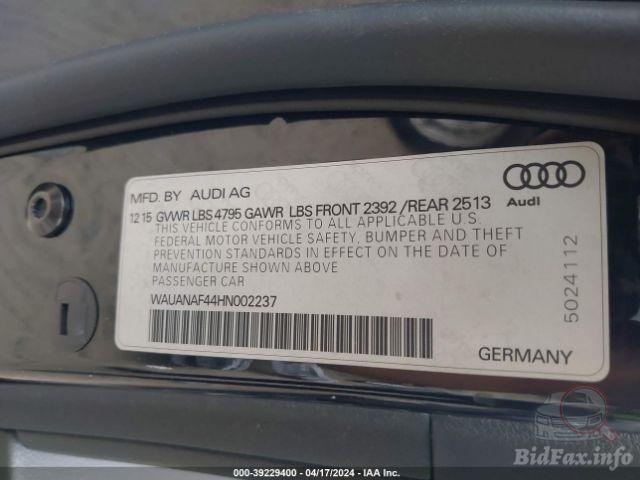 MFD. BY AUDI AG
12 15 GVWR LBS 4795 GAWR LBS FRONT 2392 /REAR 2513
Audi
THIS VEHICLE CONFORMS TO ALL APPLICABLE U.S.
FEDERAL MOTOR VEHICLE SAFETY, BUMPER AND THEFT
PREVENTION STANDARDS IN EFFECT ON THE DATE OF
MANUFACTURE SHOWN ABOVE
PASSENGER CAR
WAUANAF44HN002237
5024112
GERMANY
000-39229400 - 04/17/2024 - IAA Inc.
BidFax.info